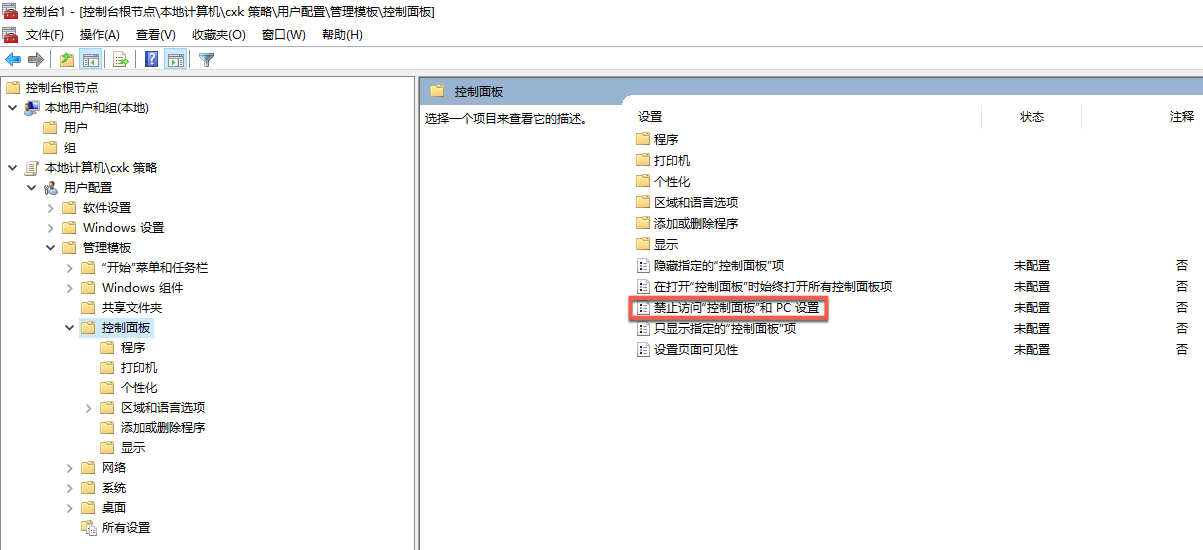 控制台1 - [控制台根节点\本地计算机\cxk 策略\用户配置\管理模板\控制面板]
文件(F) 操作(A) 查看(V) 收藏夹(O) 窗口(W) 帮助(H)
控制台根节点
本地用户和组(本地)
用户
组
本地计算机\cxk 策略
用户配置
软件设置
Windows 设置
管理模板
“开始”菜单和任务栏
Windows 组件
共享文件夹
控制面板
程序
打印机
个性化
区域和语言选项
添加或删除程序
显示
网络
系统
桌面
所有设置
控制面板
选择一个项目来查看它的描述。
设置 状态 注释
程序
打印机
个性化
区域和语言选项
添加或删除程序
显示
隐藏指定的“控制面板”项 未配置 否
在打开“控制面板”时始终打开所有控制面板项 未配置 否
禁止访问“控制面板”和 PC 设置 未配置 否
只显示指定的“控制面板”项 未配置 否
设置页面可见性 未配置 否